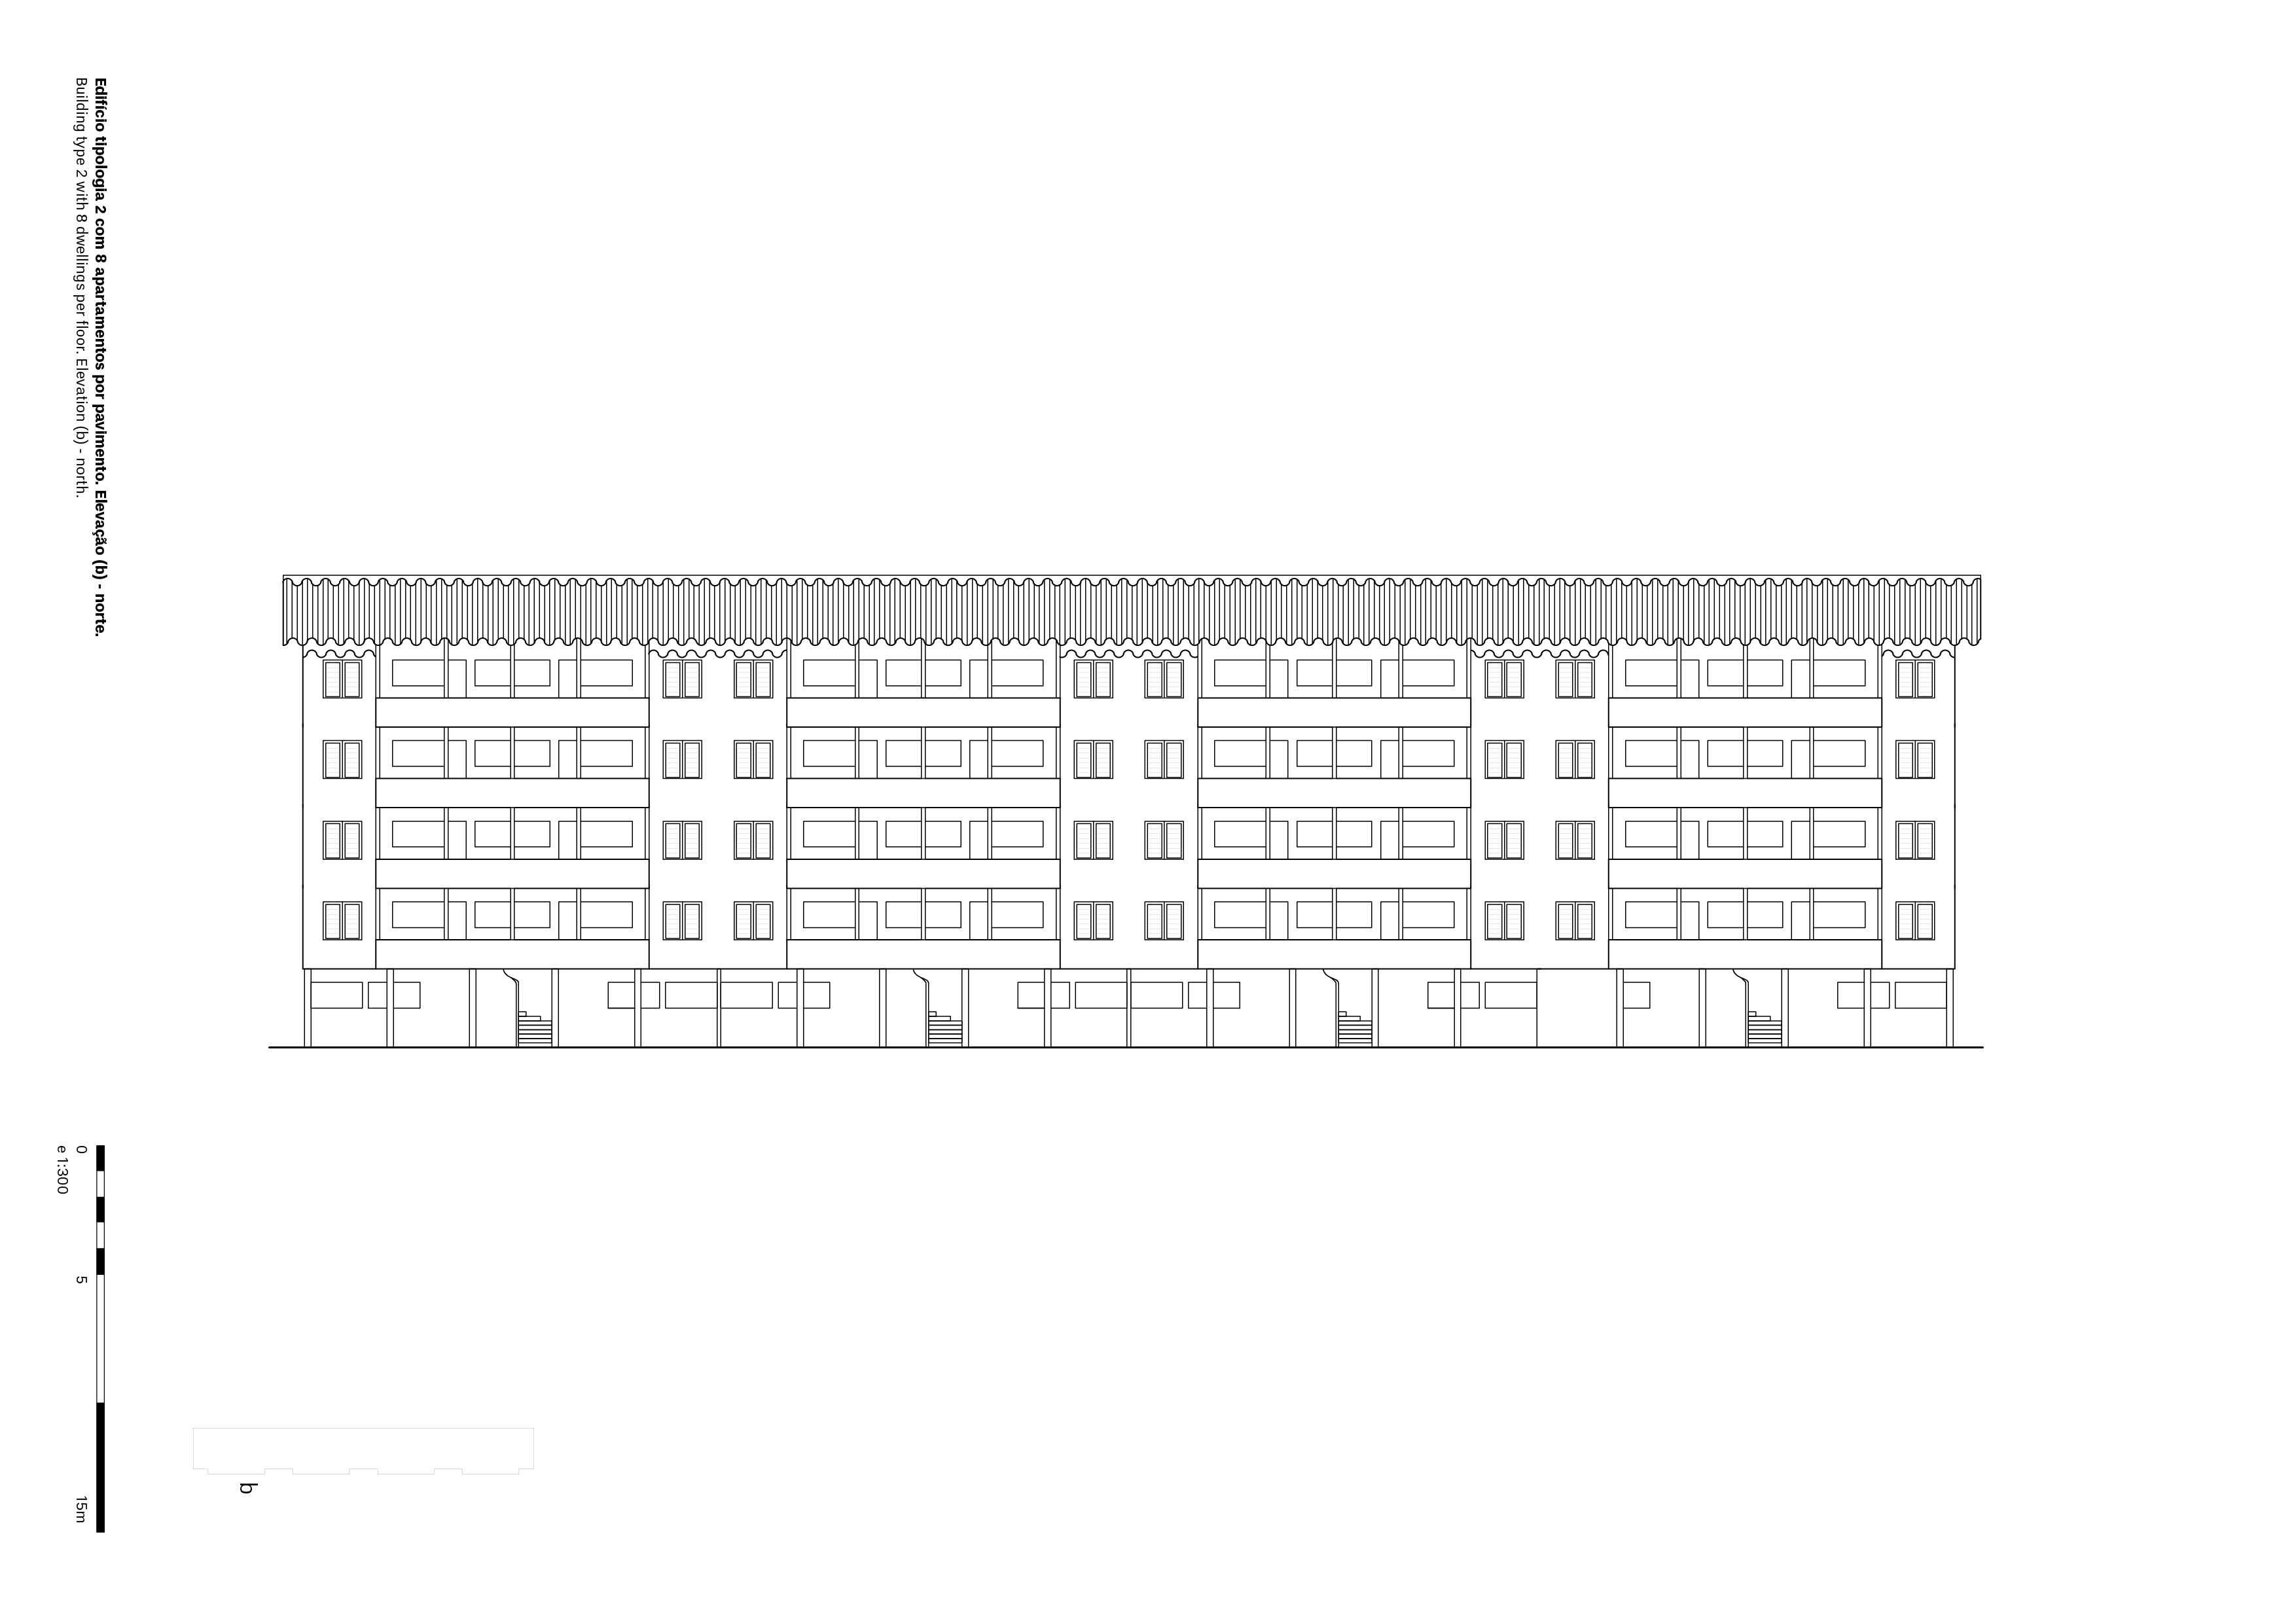 Edifício tipologia 2 com 8 apartamentos por pavimento. Elevação (b) - norte.
Building type 2 with 8 dwellings per floor. Elevation (b) - north.
0 5 15m
e 1:300
b